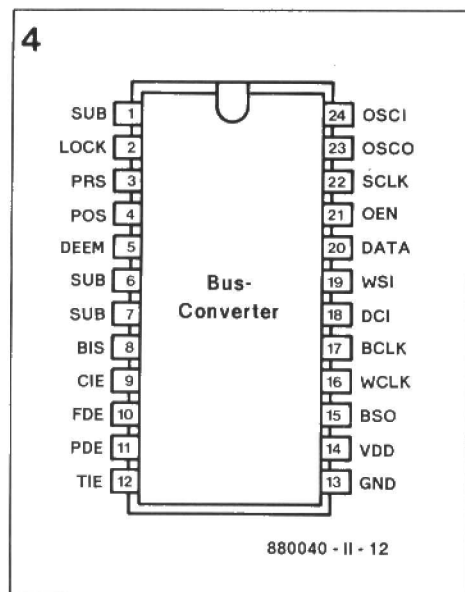 4
SUB 1 24 OSCI
LOCK 2 23 OSCO
PRS 3 22 SCLK
POS 4 21 OEN
DEEM 5 20 DATA
SUB 6 19 WSI
SUB 7 18 DCI
BIS 8 17 BCLK
CIE 9 16 WCLK
FDE 10 15 BSO
PDE 11 14 VDD
TIE 12 13 GND
Bus-
Converter
880040 - II - 12